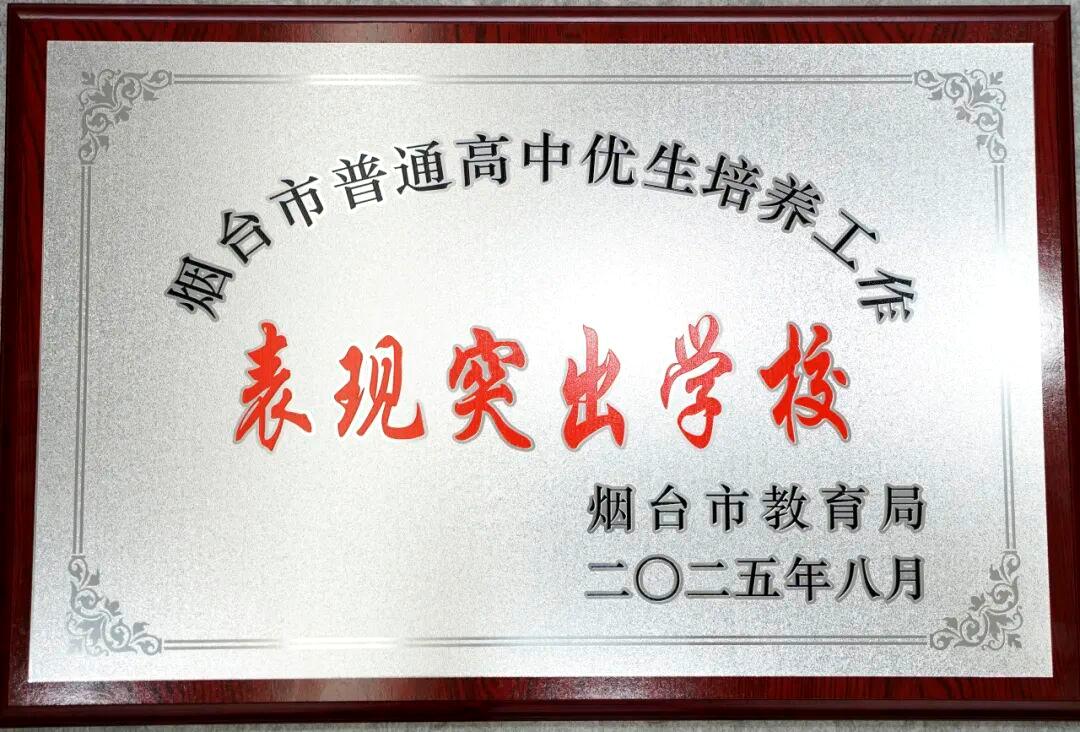 烟台市普通高中优生培养工作
表现突出学校
烟台市教育局
二〇二五年八月